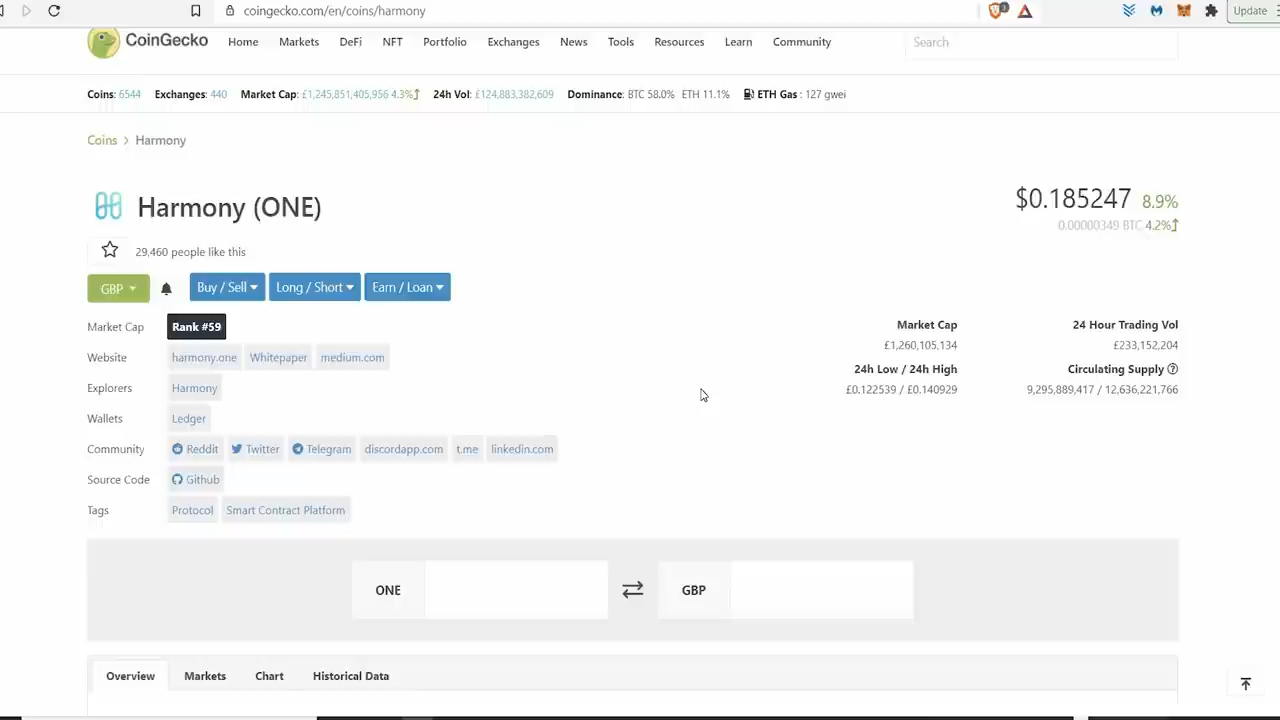 coingecko.com/en/coins/harmony
Update
CoinGecko Home Markets DeFi NFT Portfolio Exchanges News Tools Resources Learn Community Search
Coins: 6544 Exchanges: 440 Market Cap: £1,245,851,405,956 4.3% 24h Vol: £124,883,382,609 Dominance: BTC 58.0% ETH 11.1% ETH Gas : 127 gwei
Coins > Harmony
Harmony (ONE)
29,460 people like this
$0.185247 8.9%
0.00000349 BTC 4.2%
GBP Buy / Sell Long / Short Earn / Loan
Market Cap Rank #59
Website harmony.one Whitepaper medium.com
Explorers Harmony
Wallets Ledger
Community Reddit Twitter Telegram discordapp.com t.me linkedin.com
Source Code Github
Tags Protocol Smart Contract Platform
Market Cap 24 Hour Trading Vol
£1,260,105,134 £233,152,204
24h Low / 24h High Circulating Supply
£0.122539 / £0.140929 9,295,889,417 / 12,636,221,766
ONE GBP
Overview Markets Chart Historical Data